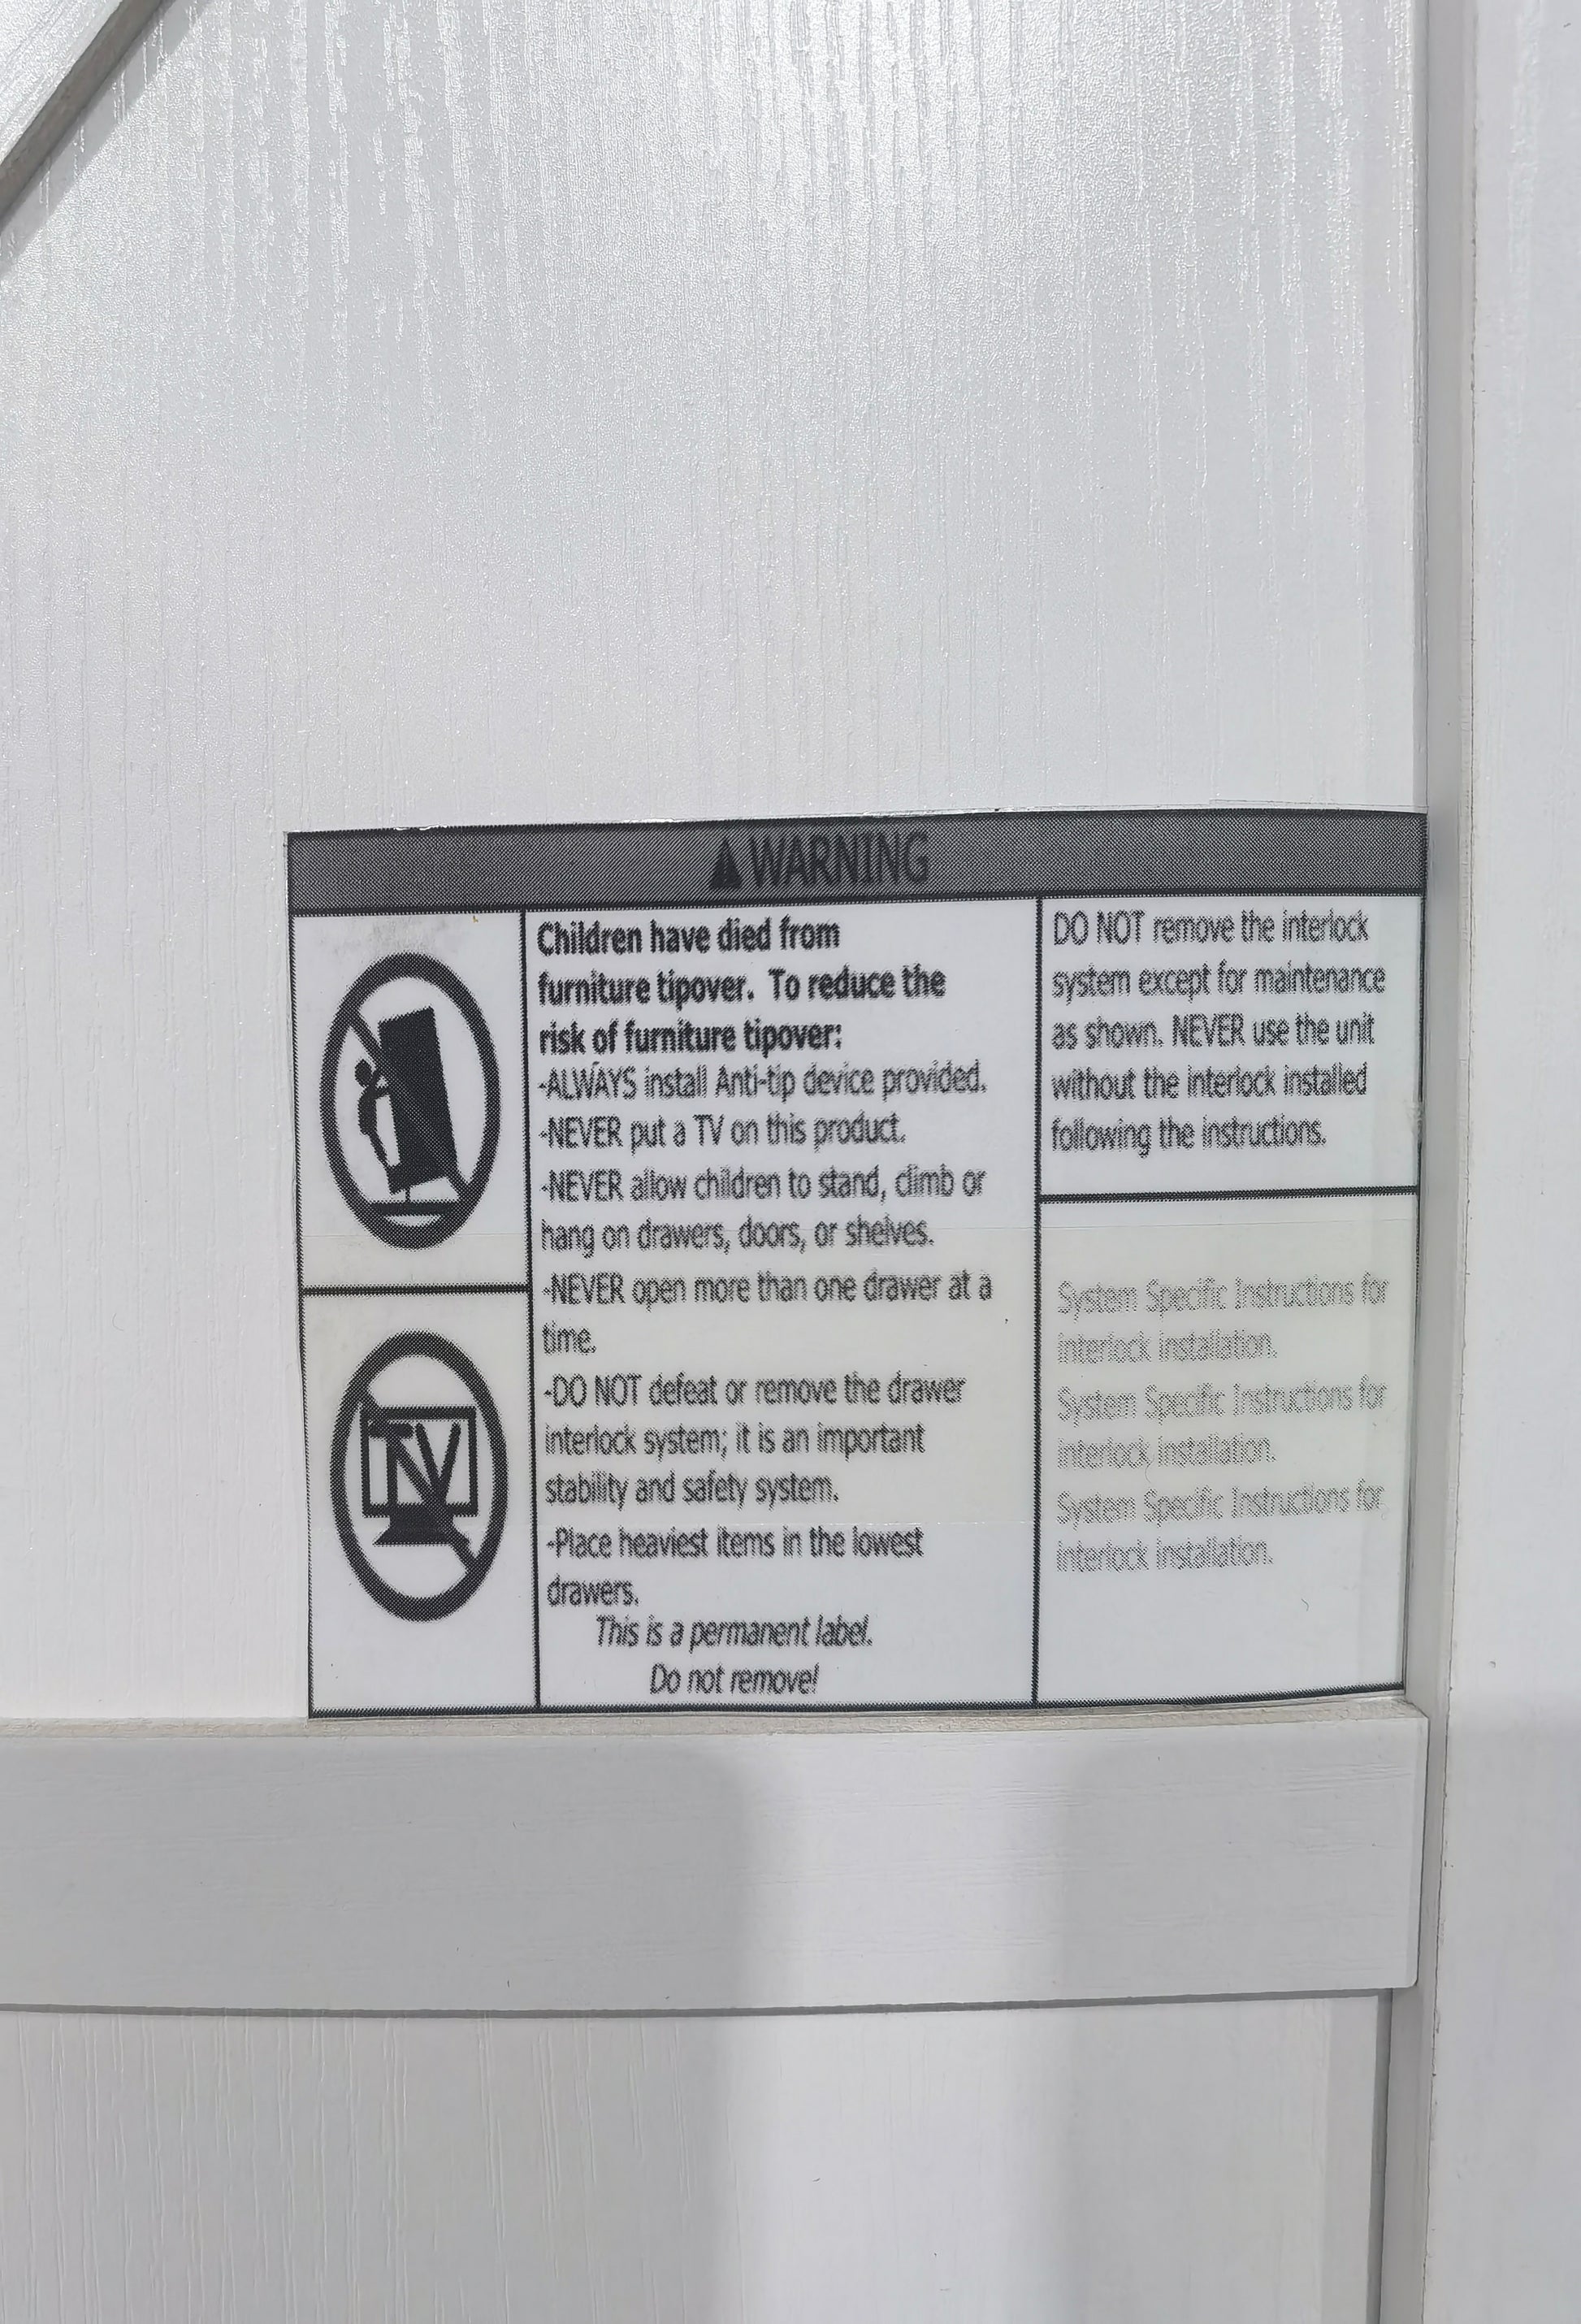 WARNING
Children have died from
furniture tipover. To reduce the
risk of furniture tipover:
-ALWAYS install Anti-tip device provided.
-NEVER put a TV on this product.
-NEVER allow children to stand, climb or
hang on drawers, doors, or shelves.
-NEVER open more than one drawer at a
time.
-DO NOT defeat or remove the drawer
interlock system; it is an important
stability and safety system.
-Place heaviest items in the lowest
drawers.
This is a permanent label.
Do not remove!
TV
DO NOT remove the interlock
system except for maintenance
as shown. NEVER use the unit
without the interlock installed
following the instructions.
System Specific Instructions for
interlock installation.
System Specific Instructions for
interlock installation.
System Specific Instructions for
interlock installation.